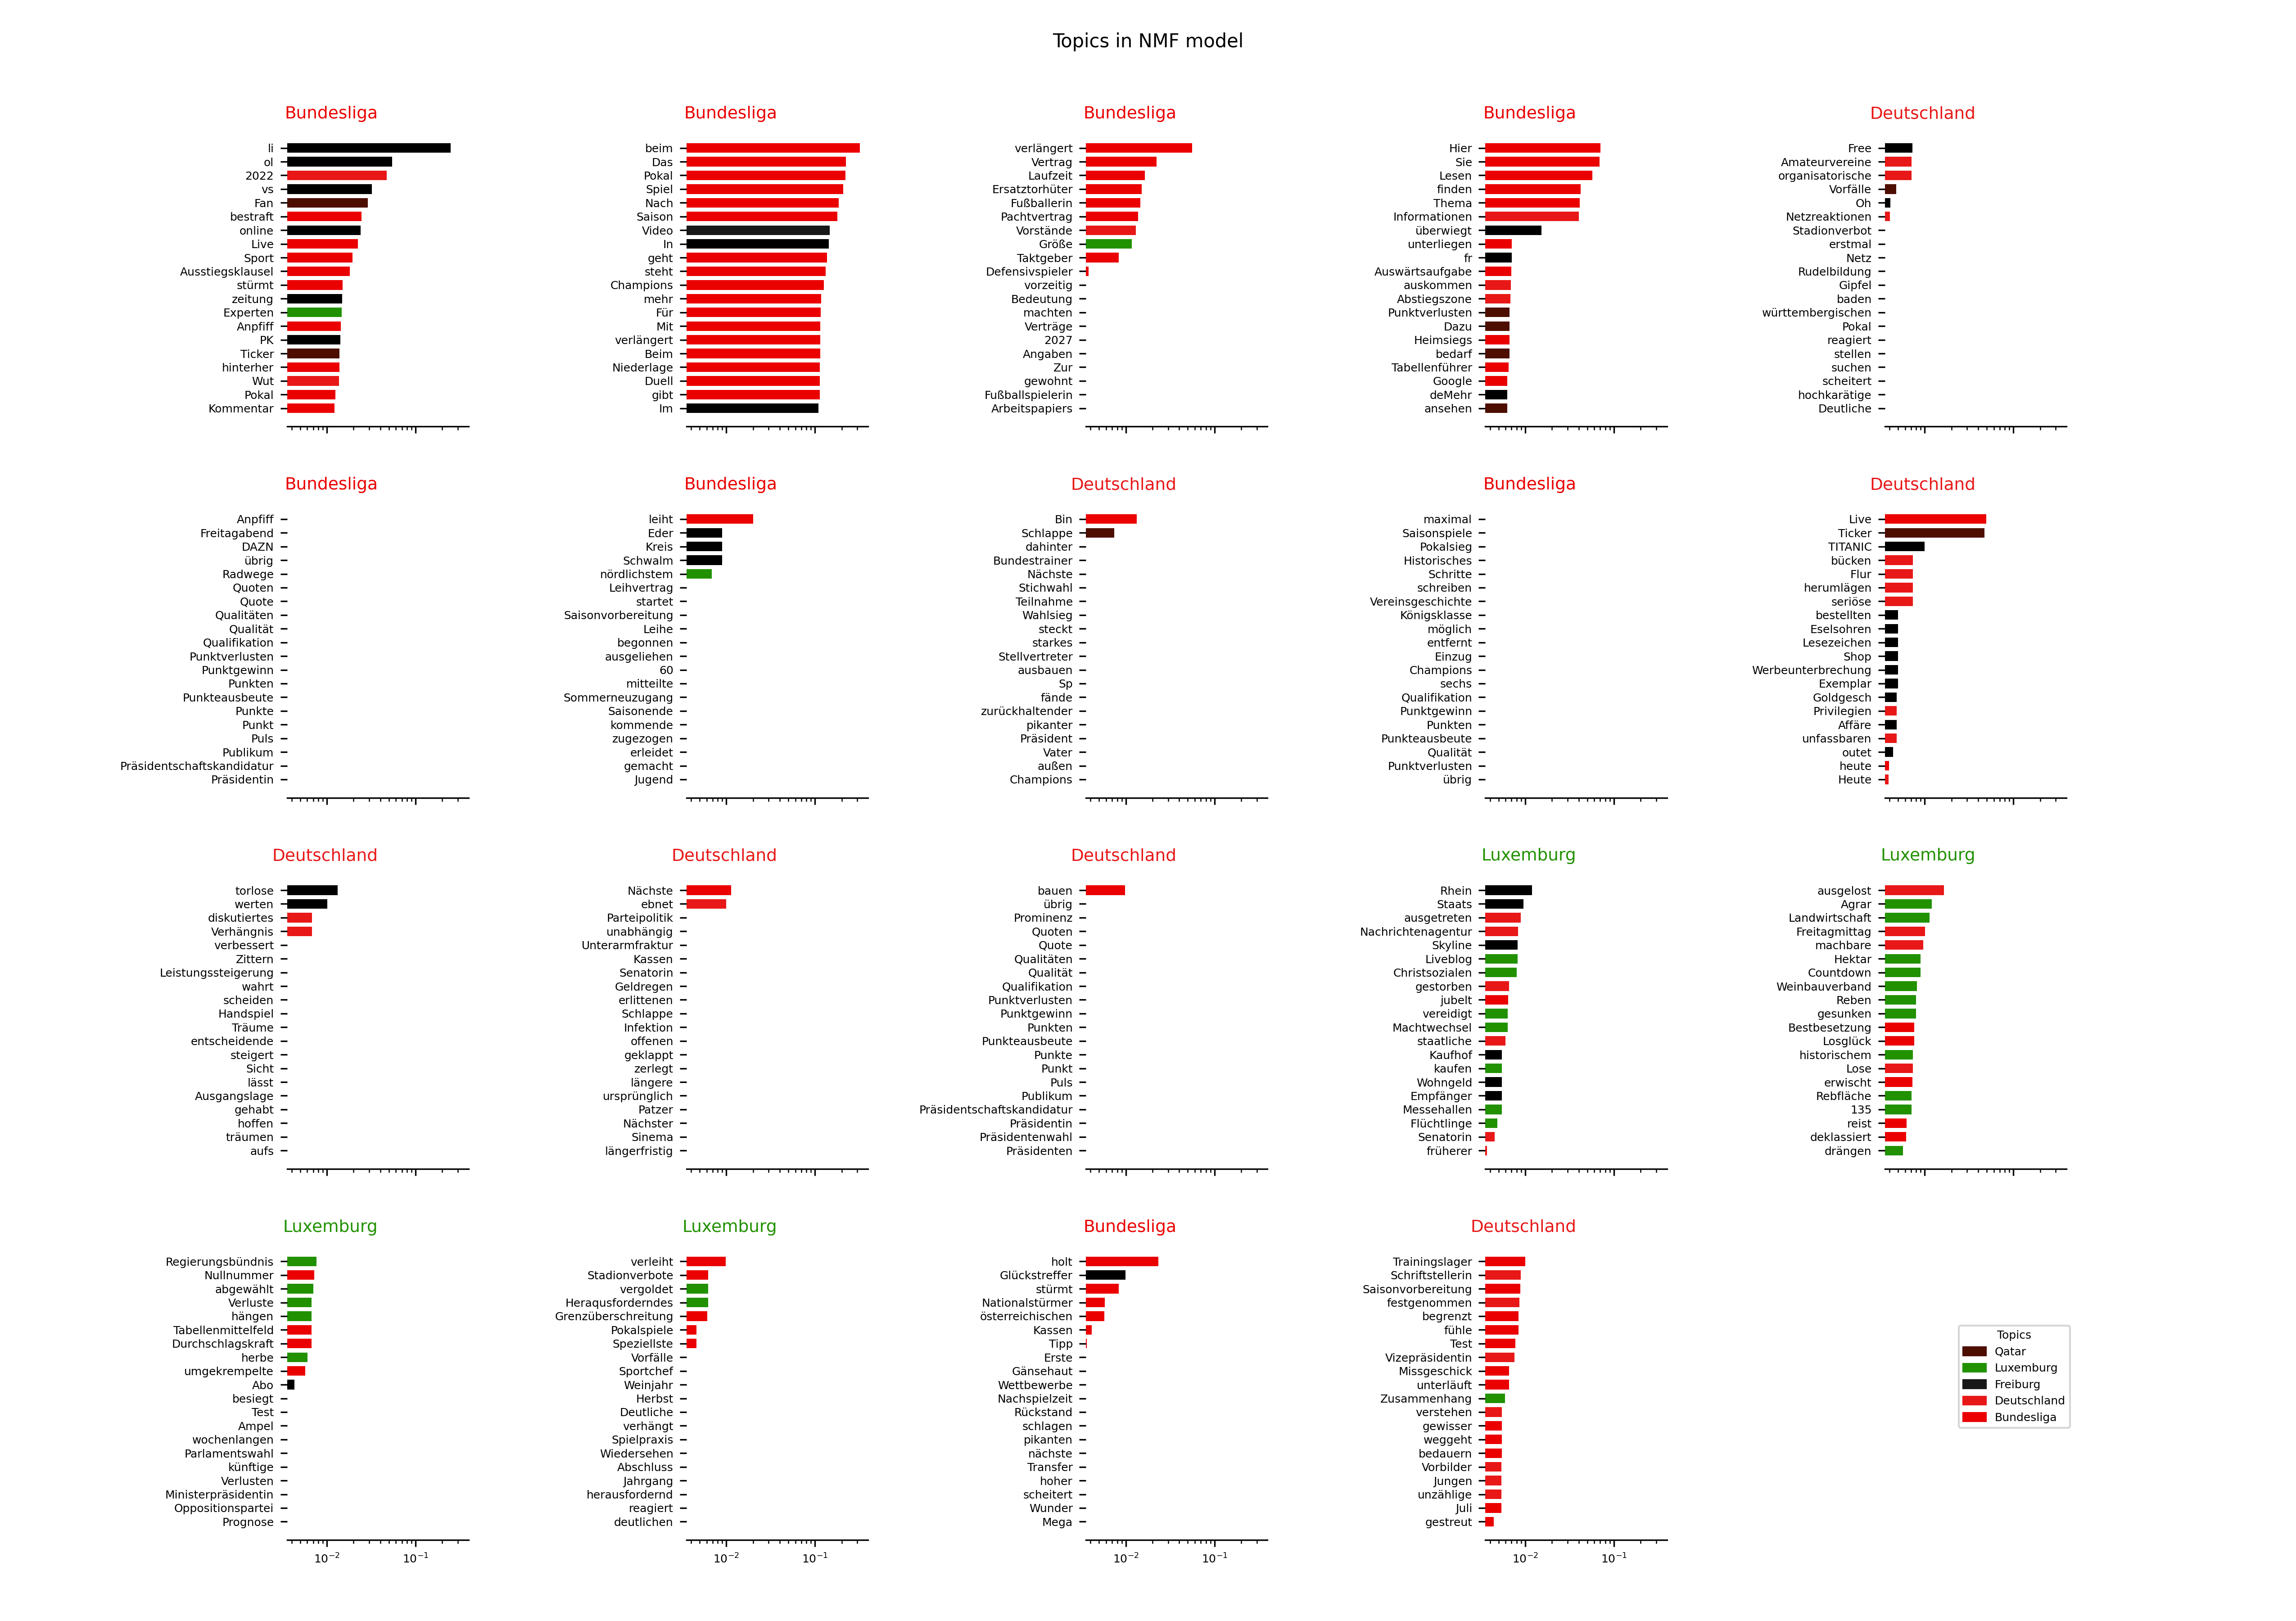 Topics in NMF model
Bundesliga
li
ol
2022
vs
Fan
bestraft
online
Live
Sport
Ausstiegsklausel
stürmt
zeitung
Experten
Anpfiff
PK
Ticker
hinterher
Wut
Pokal
Kommentar
Bundesliga
beim
Das
Pokal
Spiel
Nach
Saison
Video
In
geht
steht
Champions
mehr
Für
Mit
verlängert
Beim
Niederlage
Duell
gibt
Im
Bundesliga
verlängert
Vertrag
Laufzeit
Ersatztorhüter
Fußballerin
Pachtvertrag
Vorstände
Größe
Taktgeber
Defensivspieler
vorzeitig
Bedeutung
machten
Verträge
2027
Angaben
Zur
gewohnt
Fußballspielerin
Arbeitspapiers
Bundesliga
Hier
Sie
Lesen
finden
Thema
Informationen
überwiegt
unterliegen
fr
Auswärtsaufgabe
auskommen
Abstiegszone
Punktverlusten
Dazu
Heimsiegs
bedarf
Tabellenführer
Google
deMehr
ansehen
Deutschland
Free
Amateurvereine
organisatorische
Vorfälle
Oh
Netzreaktionen
Stadionverbot
erstmal
Netz
Rudelbildung
Gipfel
baden
württembergischen
Pokal
reagiert
stellen
suchen
scheitert
hochkarätige
Deutliche
Bundesliga
Anpfiff
Freitagabend
DAZN
übrig
Radwege
Quoten
Quote
Qualitäten
Qualität
Qualifikation
Punktverlusten
Punktgewinn
Punkten
Punkteausbeute
Punkte
Punkt
Puls
Publikum
Präsidentschaftskandidatur
Präsidentin
Bundesliga
leiht
Eder
Kreis
Schwalm
nördlichstem
Leihvertrag
startet
Saisonvorbereitung
Leihe
begonnen
ausgeliehen
60
mitteilte
Sommerneuzugang
Saisonende
kommende
zugezogen
erleidet
gemacht
Jugend
Deutschland
Bin
Schlappe
dahinter
Bundestrainer
Nächste
Stichwahl
Teilnahme
Wahlsieg
steckt
starkes
Stellvertreter
ausbauen
Sp
fände
zurückhaltender
pikanter
Präsident
Vater
außen
Champions
Bundesliga
maximal
Saisonspiele
Pokalsieg
Historisches
Schritte
schreiben
Vereinsgeschichte
Königsklasse
möglich
entfernt
Einzug
Champions
sechs
Qualifikation
Punktgewinn
Punkten
Punkteausbeute
Qualität
Punktverlusten
übrig
Deutschland
Live
Ticker
TITANIC
bücken
Flur
herumlägen
seriöse
bestellten
Eselsohren
Lesezeichen
Shop
Werbeunterbrechung
Exemplar
Goldgesch
Privilegien
Affäre
unfassbaren
outet
heute
Heute
Deutschland
torlose
werten
diskutiertes
Verhängnis
verbessert
Zittern
Leistungssteigerung
wahrt
scheiden
Handspiel
Träume
entscheidende
steigert
Sicht
lässt
Ausgangslage
gehabt
hoffen
träumen
aufs
Deutschland
Nächste
ebnet
Parteipolitik
unabhängig
Unterarmfraktur
Kassen
Senatorin
Geldregen
erlittenen
Schlappe
Infektion
offenen
geklappt
zerlegt
längere
ursprünglich
Patzer
Nächster
Sinema
längerfristig
Deutschland
bauen
übrig
Prominenz
Quoten
Quote
Qualitäten
Qualität
Qualifikation
Punktverlusten
Punktgewinn
Punkten
Punkteausbeute
Punkte
Punkt
Puls
Publikum
Präsidentschaftskandidatur
Präsidentin
Präsidentenwahl
Präsidenten
Luxemburg
Rhein
Staats
ausgetreten
Nachrichtenagentur
Skyline
Liveblog
Christsozialen
gestorben
jubelt
vereidigt
Machtwechsel
staatliche
Kaufhof
kaufen
Wohngeld
Empfänger
Messehallen
Flüchtlinge
Senatorin
früherer
Luxemburg
ausgelost
Agrar
Landwirtschaft
Freitagmittag
machbare
Hektar
Countdown
Weinbauverband
Reben
gesunken
Bestbesetzung
Losglück
historischem
Lose
erwischt
Rebfläche
135
reist
deklassiert
drängen
Luxemburg
Regierungsbündnis
Nullnummer
abgewählt
Verluste
hängen
Tabellenmittelfeld
Durchschlagskraft
herbe
umgekrempelte
Abo
besiegt
Test
Ampel
wochenlangen
Parlamentswahl
künftige
Verlusten
Ministerpräsidentin
Oppositionspartei
Prognose
10⁻² 10⁻¹
Luxemburg
verleiht
Stadionverbote
vergoldet
Heraqusforderndes
Grenzüberschreitung
Pokalspiele
Speziellste
Vorfälle
Sportchef
Weinjahr
Herbst
Deutliche
verhängt
Spielpraxis
Wiedersehen
Abschluss
Jahrgang
herausfordernd
reagiert
deutlichen
10⁻² 10⁻¹
Bundesliga
holt
Glückstreffer
stürmt
Nationalstürmer
österreichischen
Kassen
Tipp
Erste
Gänsehaut
Wettbewerbe
Nachspielzeit
Rückstand
schlagen
pikanten
nächste
Transfer
hoher
scheitert
Wunder
Mega
10⁻² 10⁻¹
Deutschland
Trainingslager
Schriftstellerin
Saisonvorbereitung
festgenommen
begrenzt
fühle
Test
Vizepräsidentin
Missgeschick
unterläuft
Zusammenhang
verstehen
gewisser
weggeht
bedauern
Vorbilder
Jungen
unzählige
Juli
gestreut
10⁻² 10⁻¹
Topics
Qatar
Luxemburg
Freiburg
Deutschland
Bundesliga